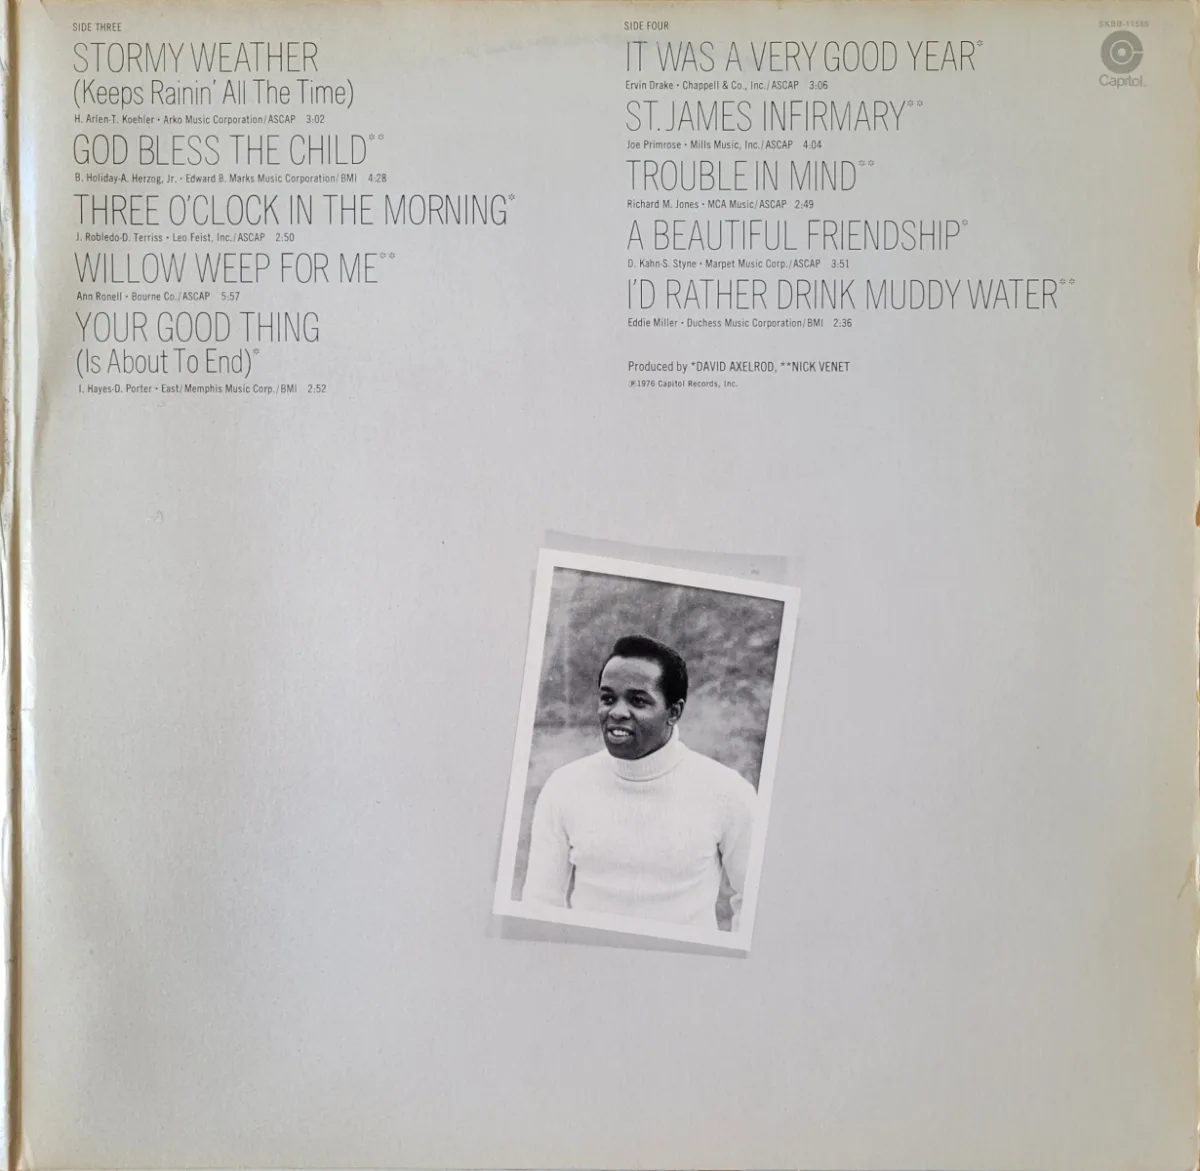 SIDE THREE
STORMY WEATHER
(Keeps Rainin' All The Time)
H. Arlen-T. Koehler • Arko Music Corporation/ASCAP 3:02
GOD BLESS THE CHILD**
B. Holiday-A. Herzog, Jr. • Edward B. Marks Music Corporation/BMI 4:28
THREE O'CLOCK IN THE MORNING*
J. Robledo-D. Terriss • Leo Feist, Inc./ASCAP 2:50
WILLOW WEEP FOR ME**
Ann Ronell • Bourne Co./ASCAP 5:57
YOUR GOOD THING
(Is About To End)*
I. Hayes-D. Porter • East/Memphis Music Corp./BMI 2:52
SIDE FOUR
IT WAS A VERY GOOD YEAR*
Ervin Drake • Chappell & Co., Inc./ASCAP 3:06
ST. JAMES INFIRMARY**
Joe Primrose • Mills Music, Inc./ASCAP 4:04
TROUBLE IN MIND**
Richard M. Jones • MCA Music/ASCAP 2:49
A BEAUTIFUL FRIENDSHIP*
D. Kahn-S. Styne • Marpet Music Corp./ASCAP 3:51
I'D RATHER DRINK MUDDY WATER**
Eddie Miller • Duchess Music Corporation/BMI 2:36
Produced by *DAVID AXELROD; **NICK VENET
℗1976 Capitol Records, Inc.
Capitol